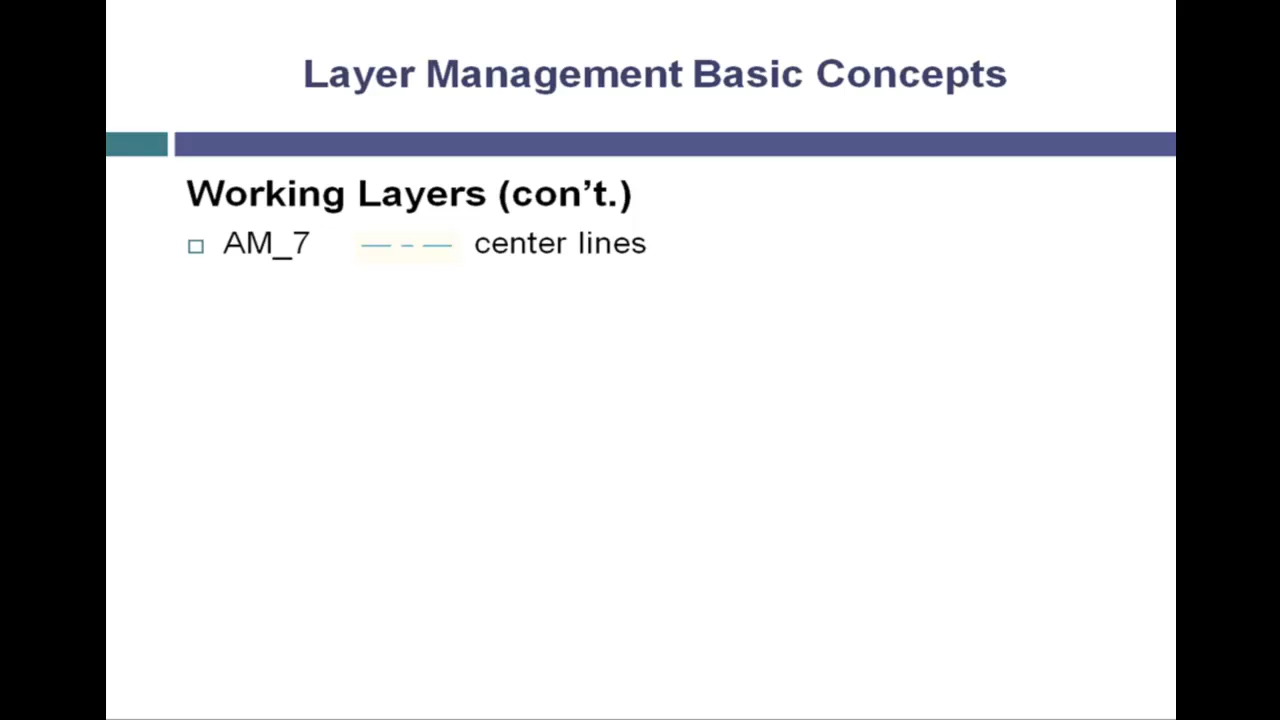 Layer Management Basic Concepts
Working Layers (con’t.)
AM_7 center lines